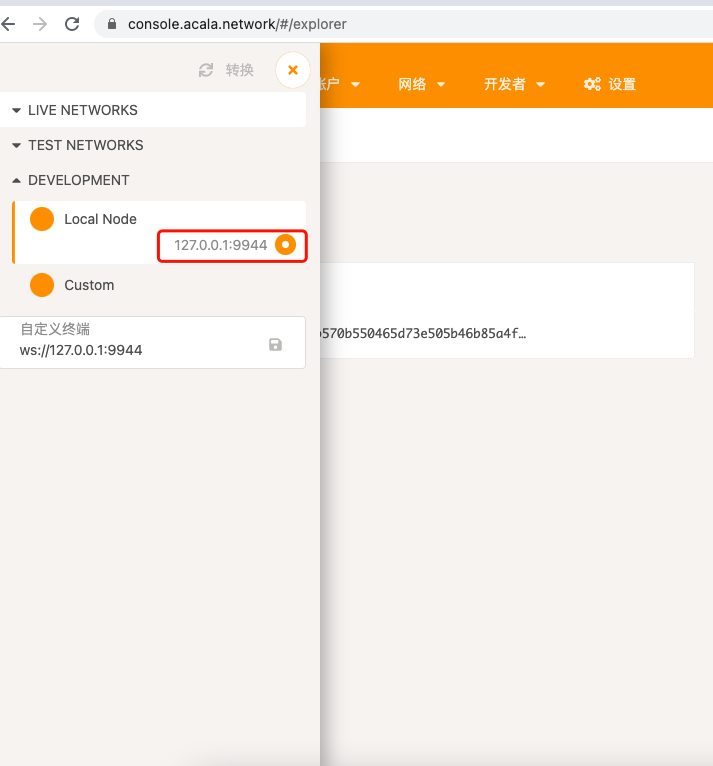 console.acala.network/#/explorer
转换
账户
网络
开发者
设置
LIVE NETWORKS
TEST NETWORKS
DEVELOPMENT
Local Node
127.0.0.1:9944
Custom
自定义终端
ws://127.0.0.1:9944
b570b550465d73e505b46b85a4f…